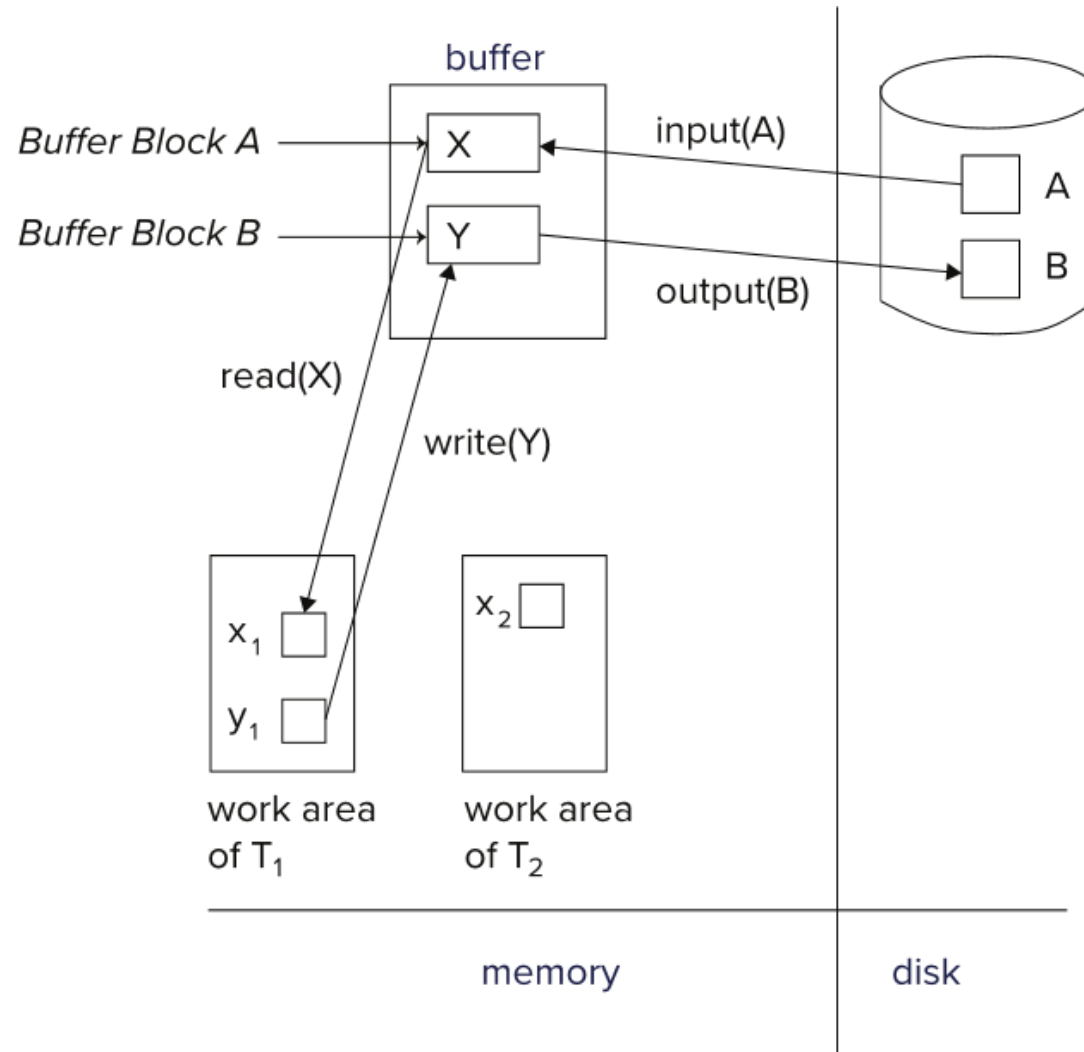 buffer
Buffer Block A
X
input(A)
A
Buffer Block B
Y
B
output(B)
read(X)
write(Y)
x₁
x₂
y₁
work area
of T₁
work area
of T₂
memory
disk